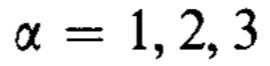 α = 1, 2, 3